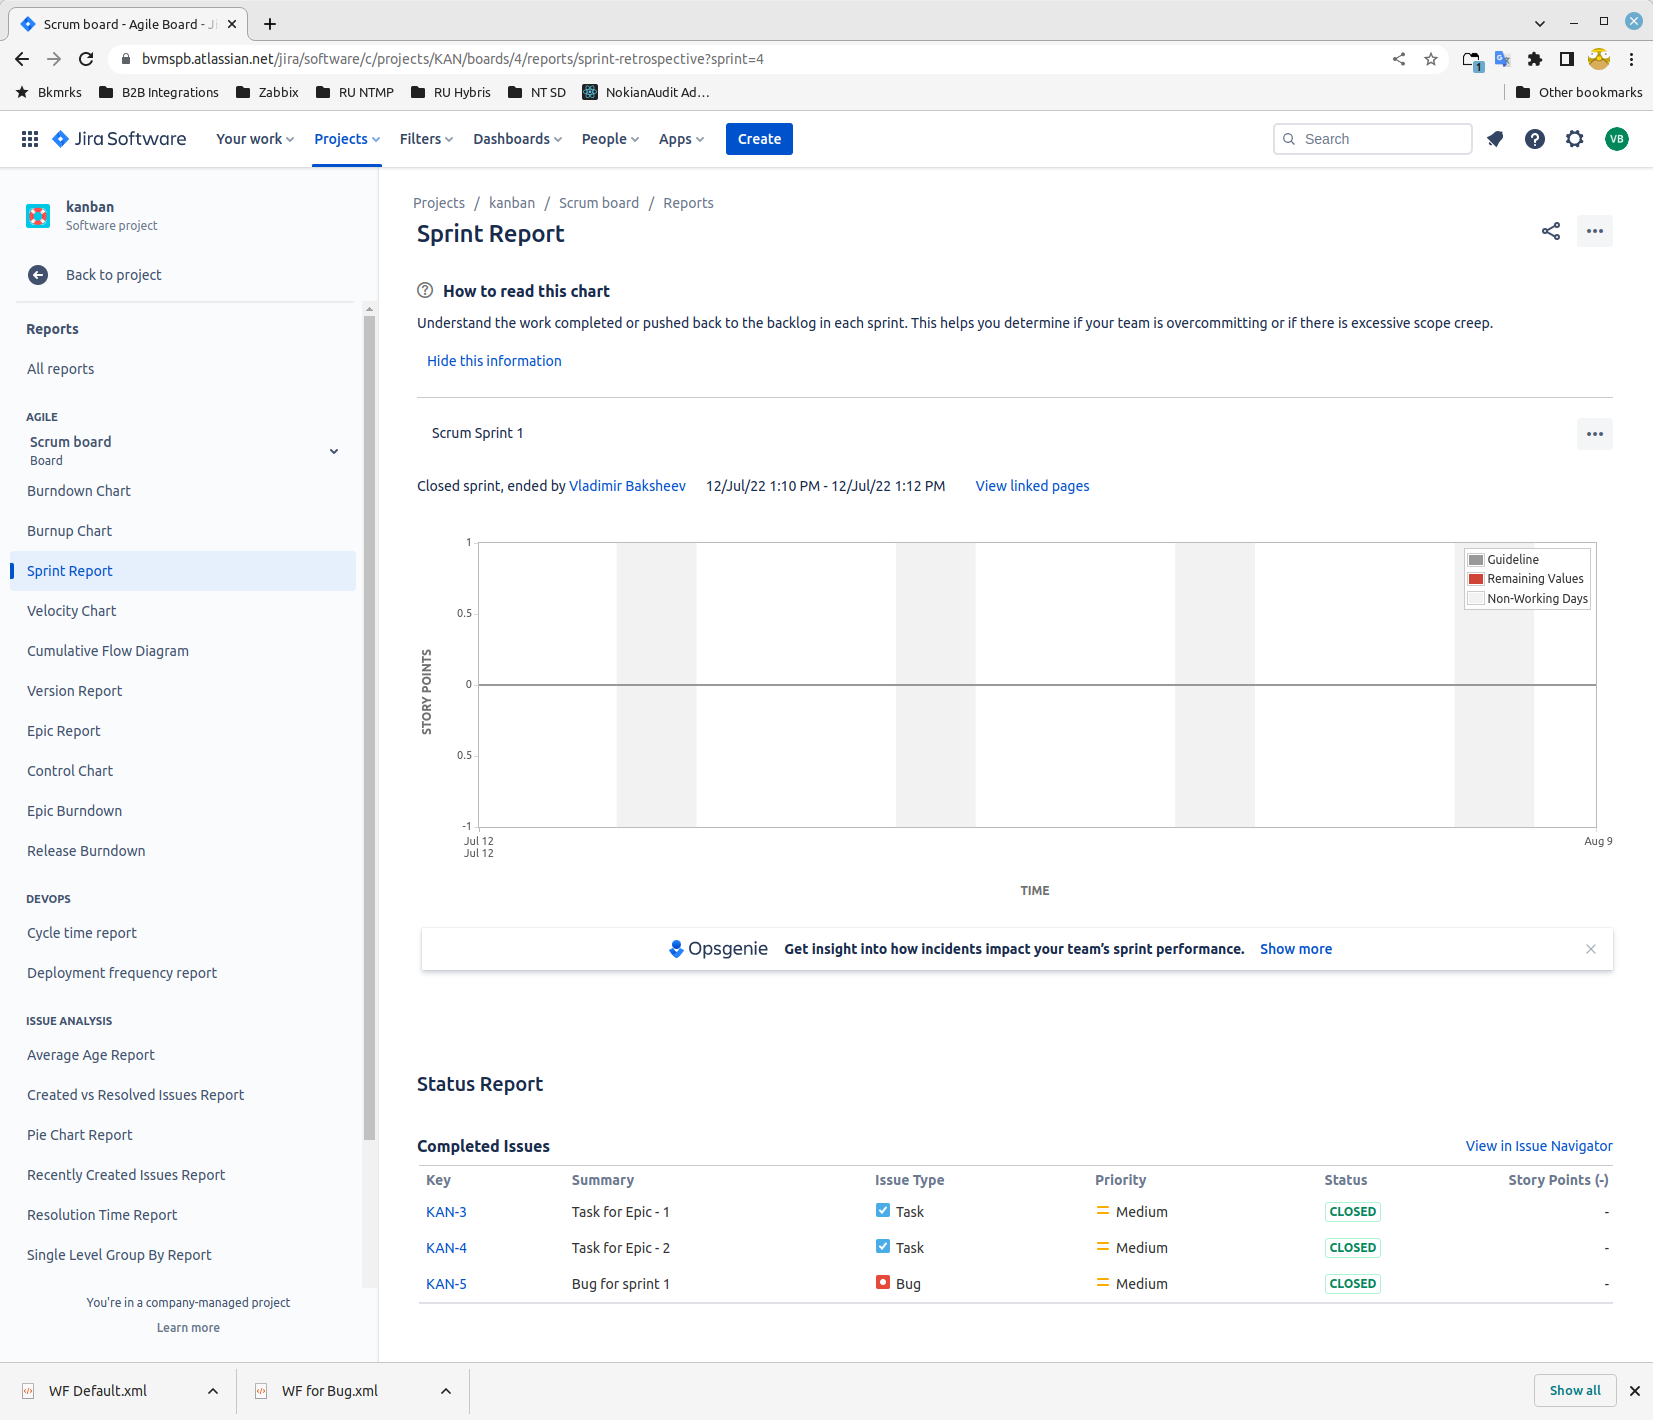 Scrum board - Agile Board - Ji
bvmspb.atlassian.net/jira/software/c/projects/KAN/boards/4/reports/sprint-retrospective?sprint=4
1
Bkmrks B2B Integrations Zabbix RU NTMP RU Hybris NT SD NokianAudit Ad... Other bookmarks
Jira Software Your work Projects Filters Dashboards People Apps Create Search VB
kanban
Software project
Back to project
Reports
All reports
AGILE
Scrum board
Board
Burndown Chart
Burnup Chart
Sprint Report
Velocity Chart
Cumulative Flow Diagram
Version Report
Epic Report
Control Chart
Epic Burndown
Release Burndown
DEVOPS
Cycle time report
Deployment frequency report
ISSUE ANALYSIS
Average Age Report
Created vs Resolved Issues Report
Pie Chart Report
Recently Created Issues Report
Resolution Time Report
Single Level Group By Report
You're in a company-managed project
Learn more
Projects / kanban / Scrum board / Reports
Sprint Report
How to read this chart
Understand the work completed or pushed back to the backlog in each sprint. This helps you determine if your team is overcommitting or if there is excessive scope creep.
Hide this information
Scrum Sprint 1
Closed sprint, ended by Vladimir Baksheev 12/Jul/22 1:10 PM - 12/Jul/22 1:12 PM View linked pages
1
0.5
0
0.5
-1
STORY POINTS
Guideline
Remaining Values
Non-Working Days
Jul 12 Aug 9
Jul 12
TIME
Opsgenie Get insight into how incidents impact your team's sprint performance. Show more
Status Report
Completed Issues View in Issue Navigator
Key Summary Issue Type Priority Status Story Points (-)
KAN-3 Task for Epic - 1 Task Medium CLOSED -
KAN-4 Task for Epic - 2 Task Medium CLOSED -
KAN-5 Bug for sprint 1 Bug Medium CLOSED -
WF Default.xml WF for Bug.xml Show all